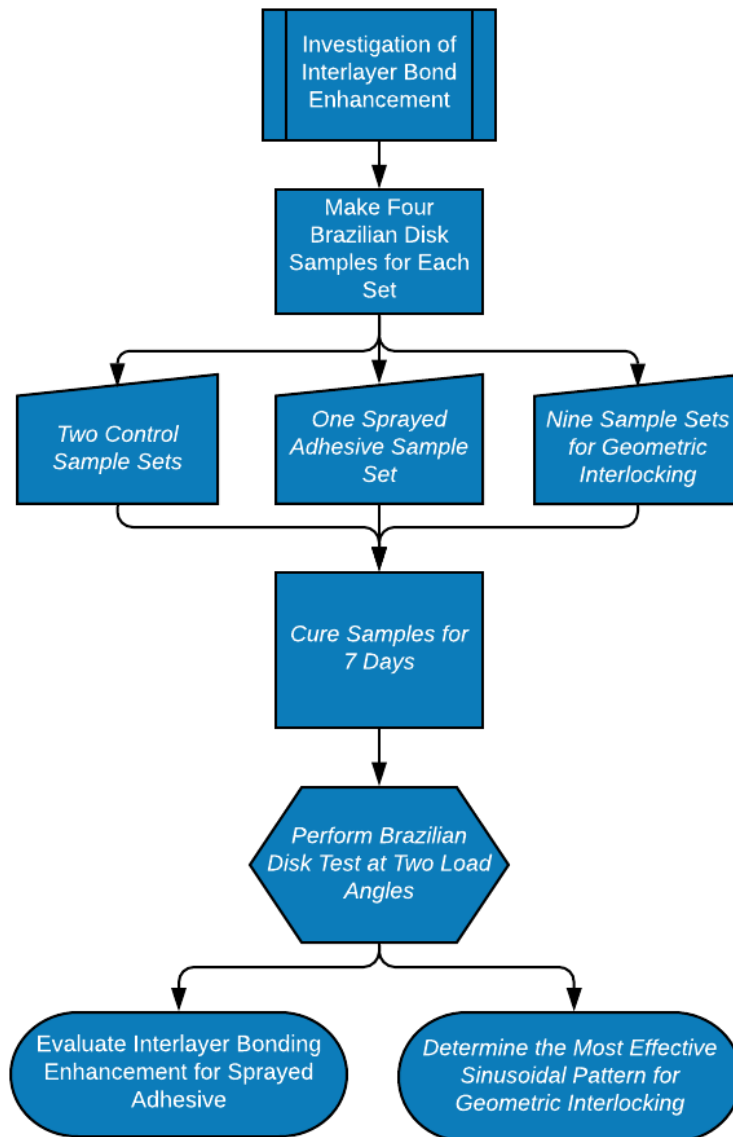 Investigation of
Interlayer Bond
Enhancement
Make Four
Brazilian Disk
Samples for Each
Set
Two Control
Sample Sets
One Sprayed
Adhesive Sample
Set
Nine Sample Sets
for Geometric
Interlocking
Cure Samples for
7 Days
Perform Brazilian
Disk Test at Two Load
Angles
Evaluate Interlayer Bonding
Enhancement for Sprayed
Adhesive
Determine the Most Effective
Sinusoidal Pattern for
Geometric Interlocking